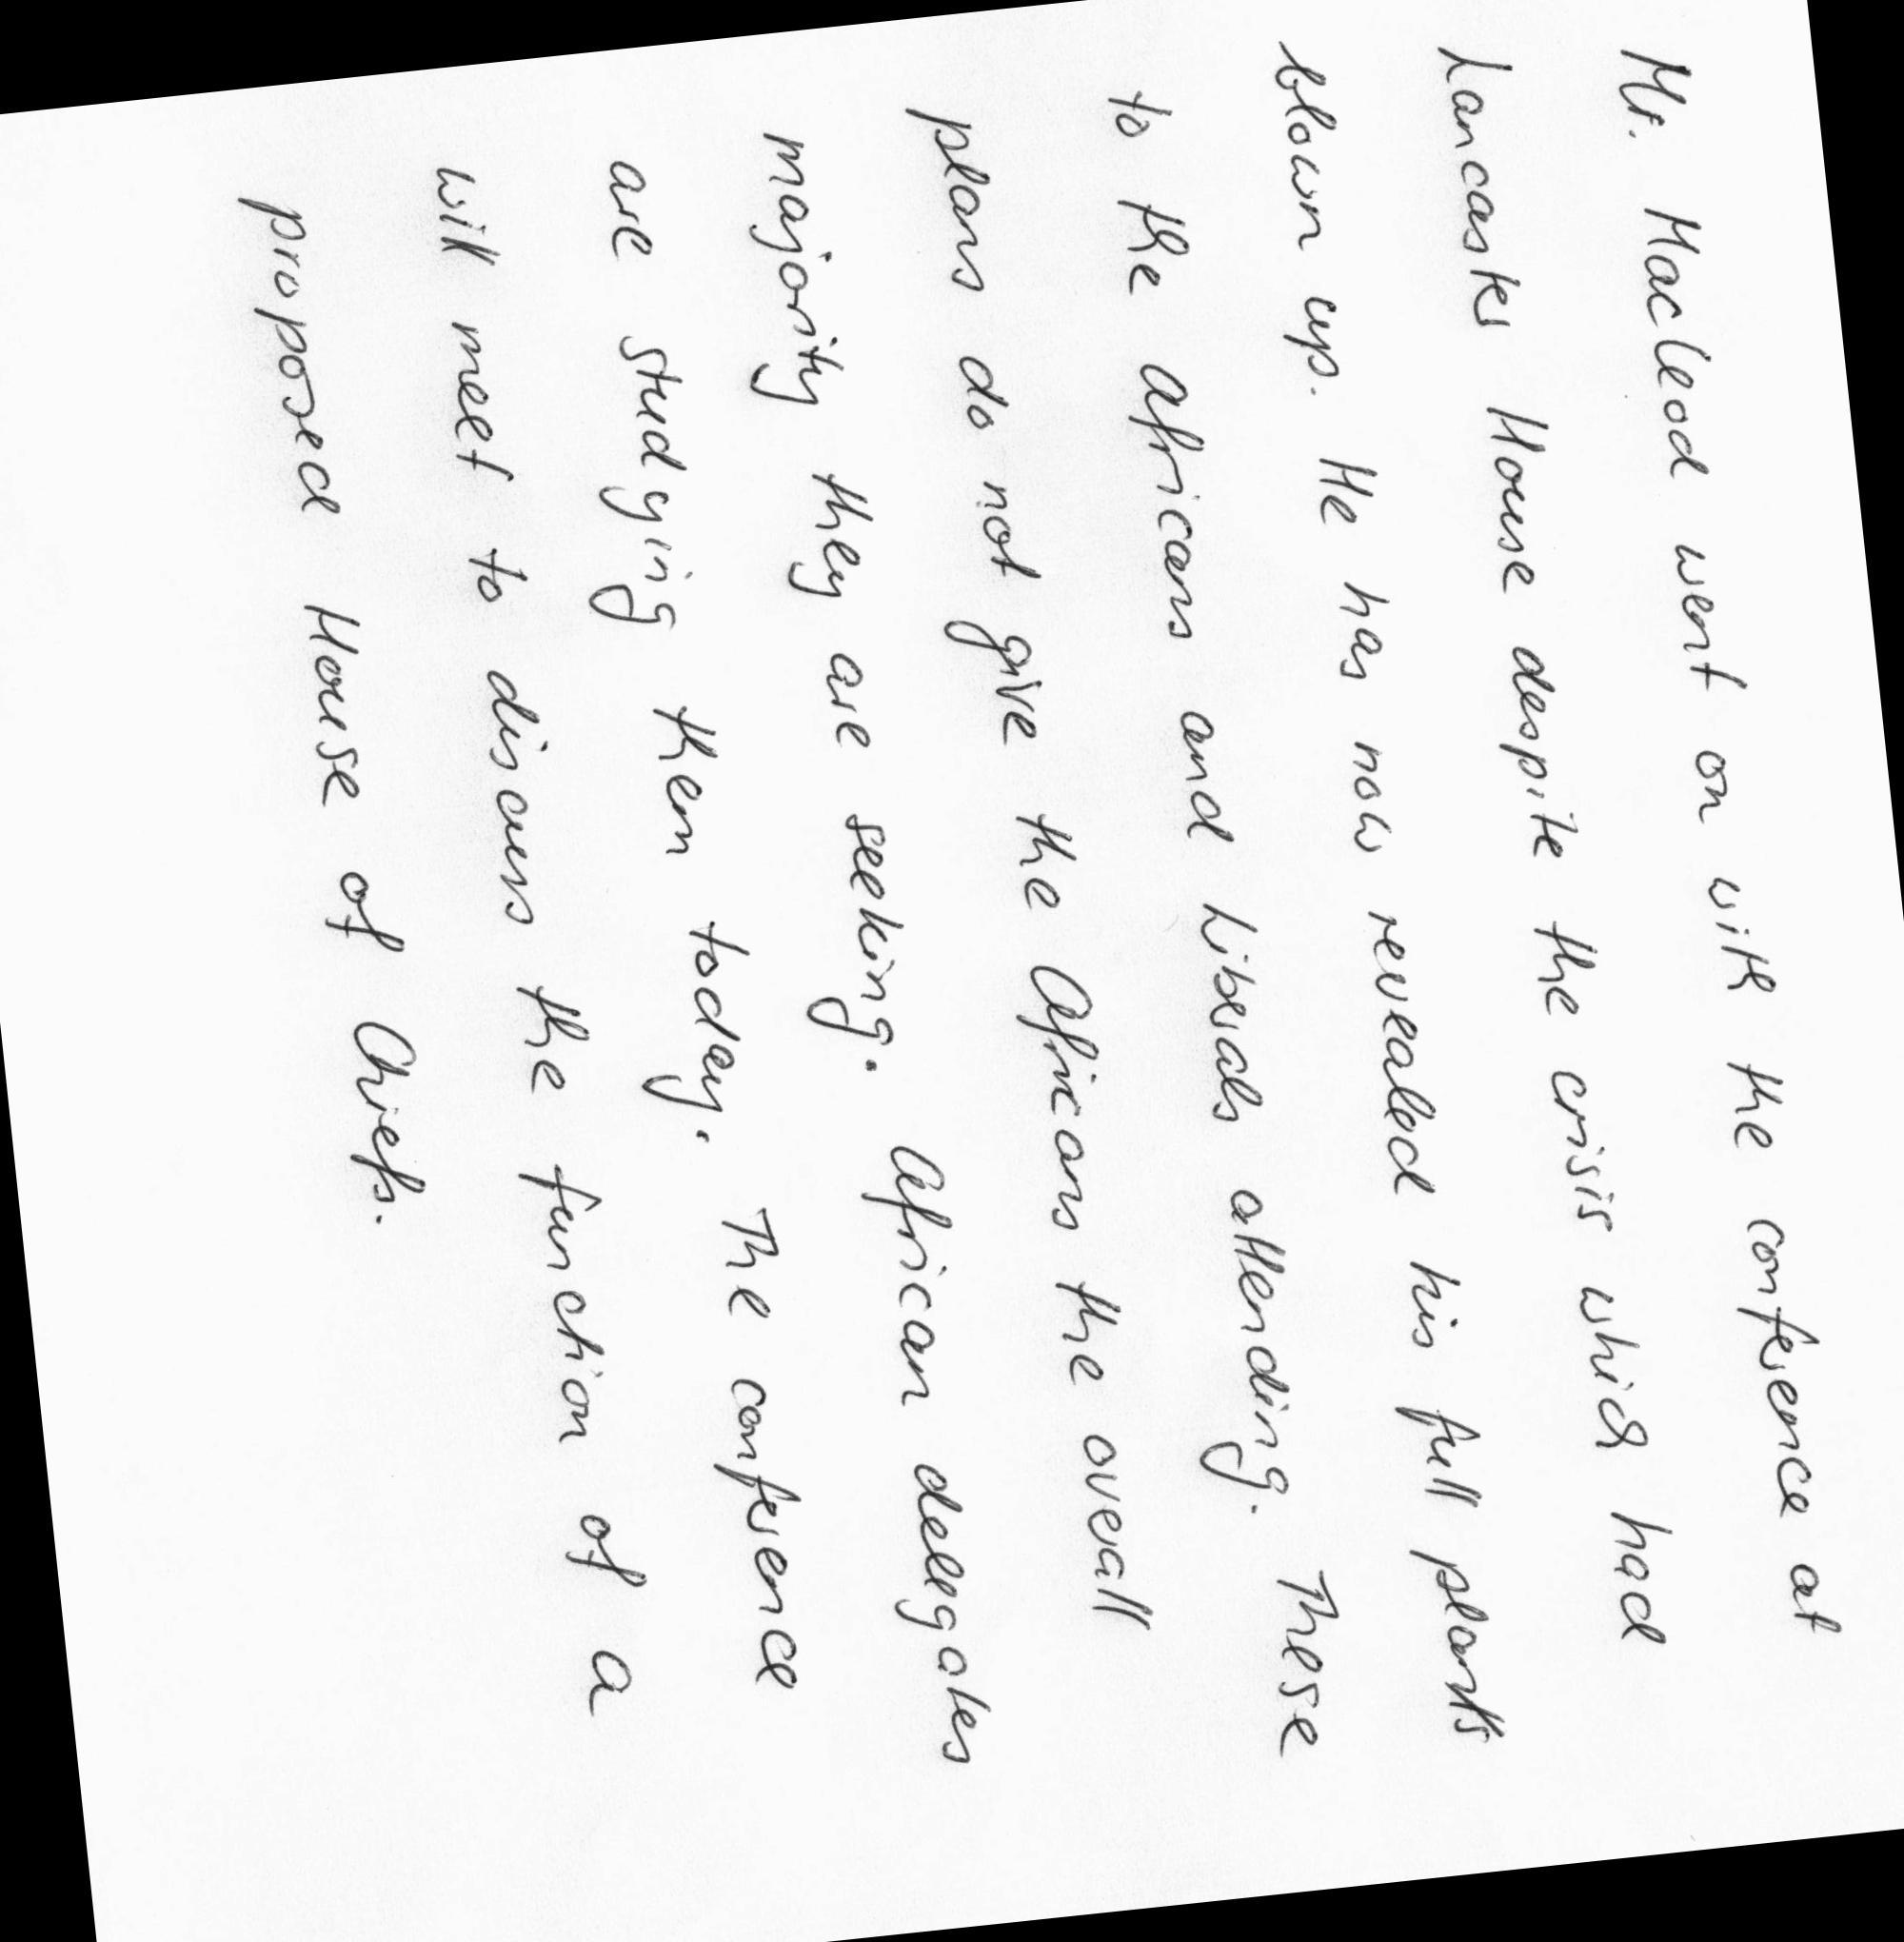 Mr. Macleod went on with the conference at
Lancaster House despite the crisis which had
blown up. He has now revealed his full plans
to the Africans and Liberals attending. These
plans do not give the Africans the overall
majority they are seeking. African delegates
are studying them today. The conference
will meet to discuss the function of a
proposed House of Chiefs.